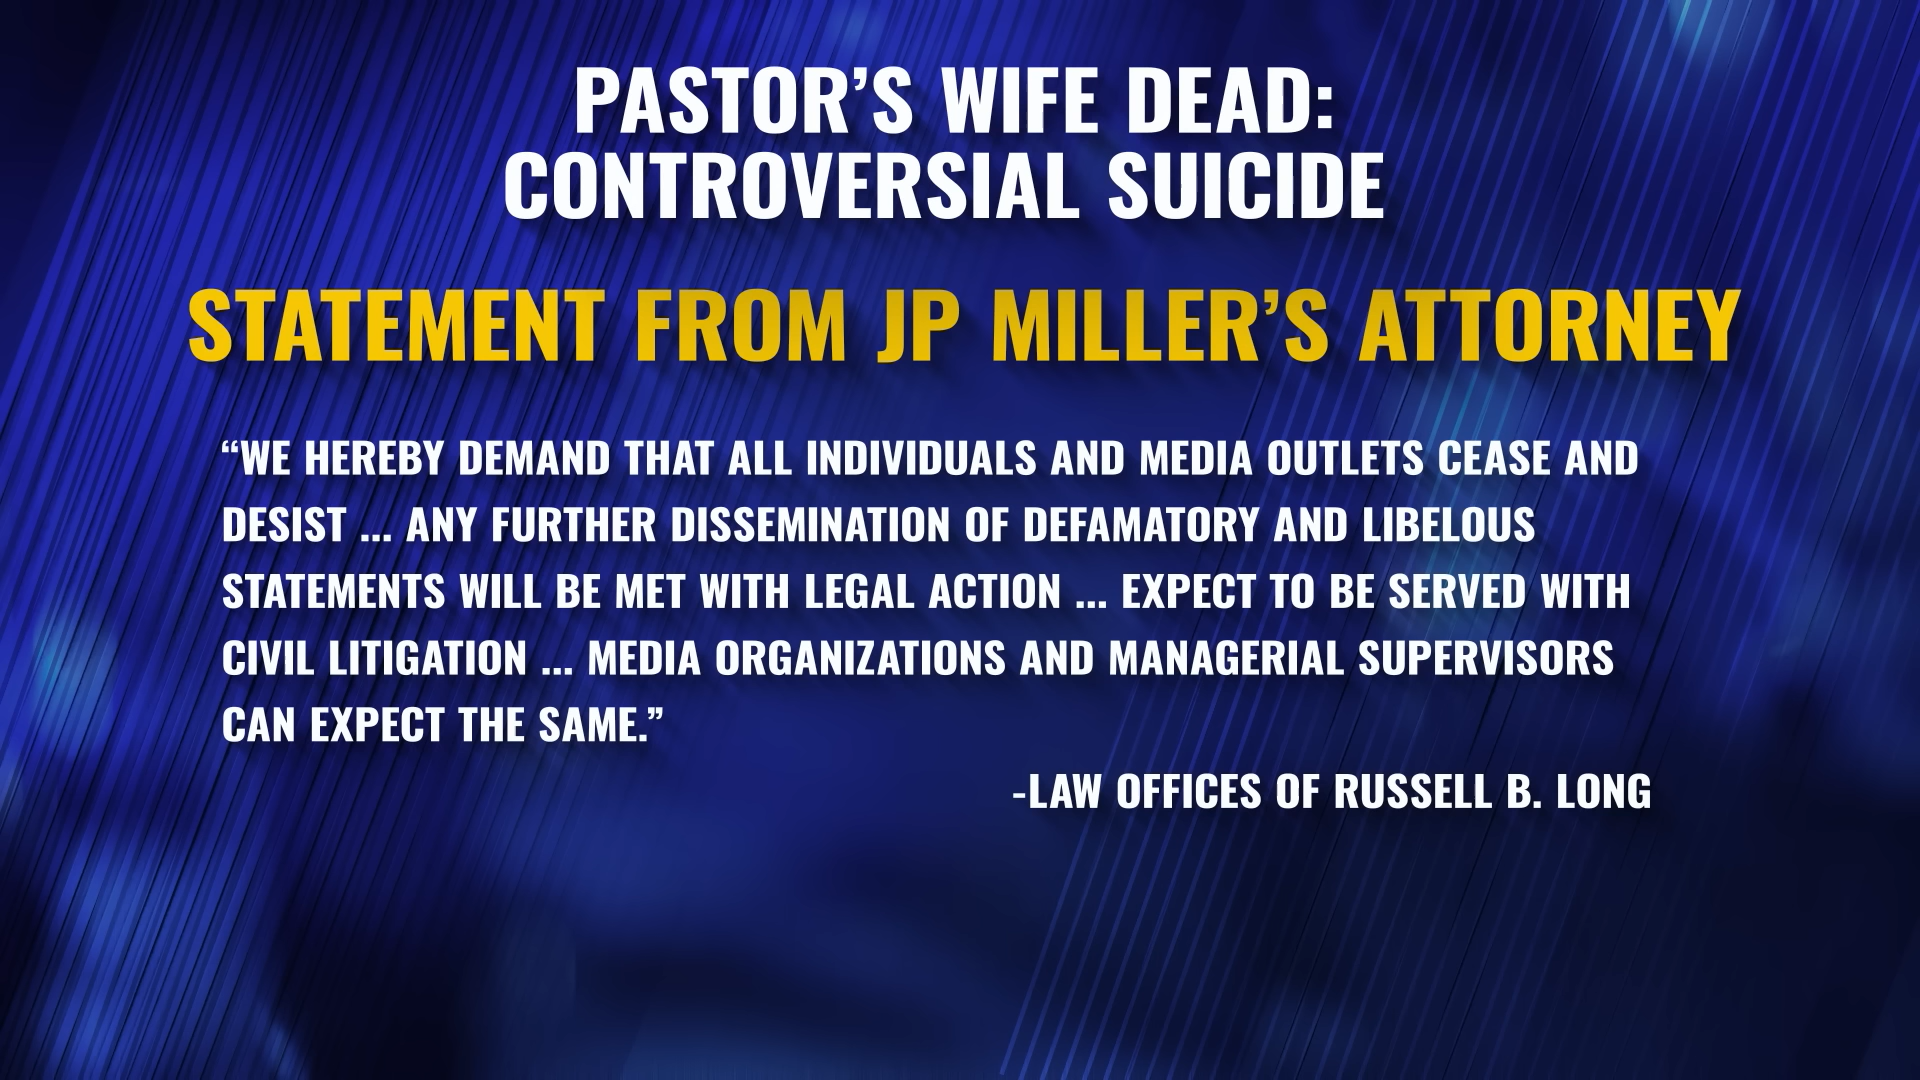 PASTOR’S WIFE DEAD:
CONTROVERSIAL SUICIDE
STATEMENT FROM JP MILLER’S ATTORNEY
“WE HEREBY DEMAND THAT ALL INDIVIDUALS AND MEDIA OUTLETS CEASE AND
DESIST ... ANY FURTHER DISSEMINATION OF DEFAMATORY AND LIBELOUS
STATEMENTS WILL BE MET WITH LEGAL ACTION ... EXPECT TO BE SERVED WITH
CIVIL LITIGATION ... MEDIA ORGANIZATIONS AND MANAGERIAL SUPERVISORS
CAN EXPECT THE SAME.”
-LAW OFFICES OF RUSSELL B. LONG